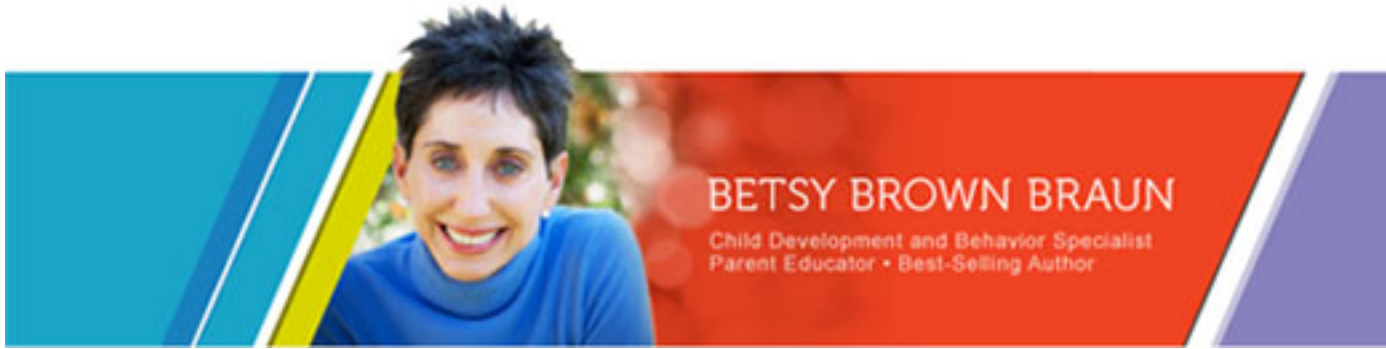 BETSY BROWN BRAUN
Child Development and Behavior Specialist
Parent Educator • Best-Selling Author